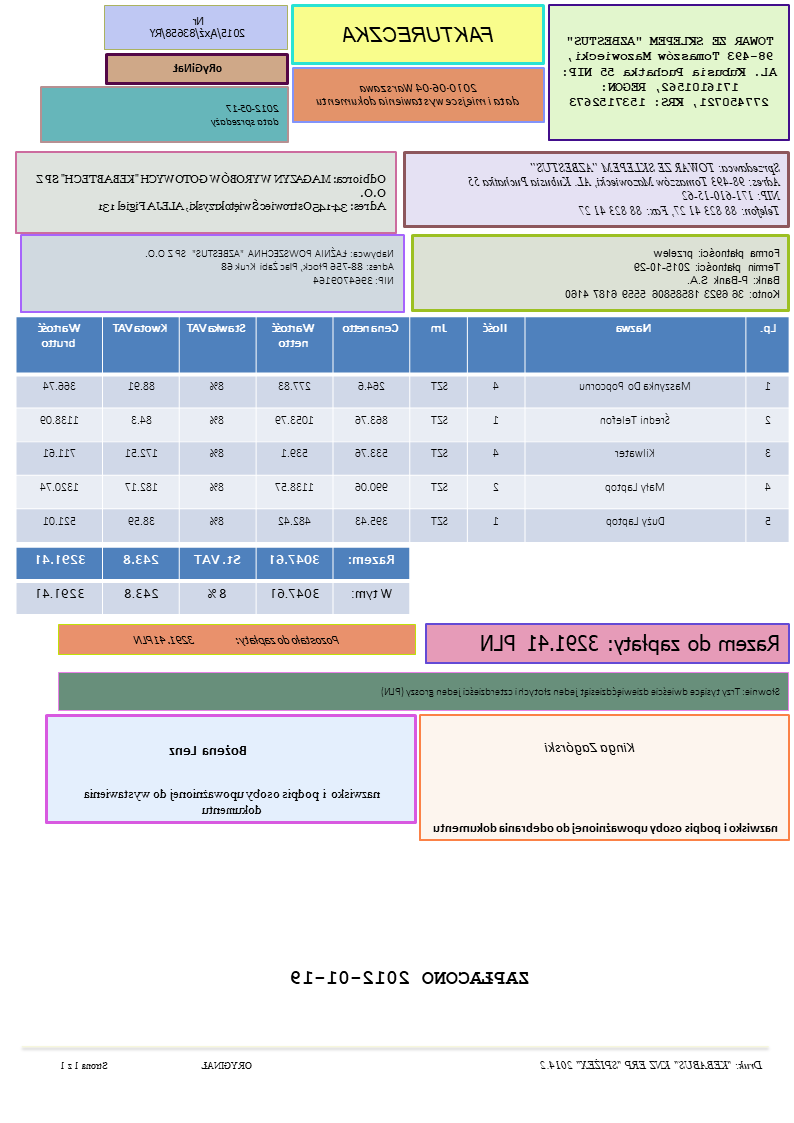 TOWAR ZE SKLEPEM "AZBESTUS"
98-493 Tomaszów Mazowiecki,
AL. Kubusia Puchatka 55 NIP:
1716101562, REGON:
277450721, KRS: 1537152673
FAKTURECZKA
2010-06-04 Warszawa
data i miejsce wystawienia dokumentu
Nr
2015/Axż/83658/RY
oRyGiNał
2012-05-17
data sprzedaży
Sprzedawca: TOWAR ZE SKLEPEM "AZBESTUS"
Adres: 98-493 Tomaszów Mazowiecki, AL. Kubusia Puchatka 55
NIP: 171-610-15-62
Telefon: 88 823 41 27, Fax: 88 823 41 27
Odbiorca: MAGAZYN WYROBÓW GOTOWYCH "KEBABTECH" SP Z
O.O.
Adres: 34-145 Ostrowiec Świętokrzyski, ALEJA Figiel 131
Forma płatności: przelew
Termin płatności: 2015-10-29
Bank: P-Bank S.A.
Konto: 36 6923 18585806 5559 6187 4160
Nabywca: ŁAŹNIA POWSZECHNA "AZBESTUS" SP Z O.O.
Adres: 88-756 Płock, Plac Żabi Kruk 68
NIP: 3964709164
Lp. Nazwa Ilość Jm Cena netto Wartość netto Stawka VAT Kwota VAT Wartość brutto
1 Maszynka Do Popcornu 4 SZT 264.6 277.83 8% 88.91 366.74
2 Średni Telefon 1 SZT 863.76 1053.79 8% 84.3 1138.09
3 Kilwater 4 SZT 533.76 539.1 8% 172.51 711.61
4 Mały Laptop 2 SZT 990.06 1138.57 8% 182.17 1320.74
5 Duży Laptop 1 SZT 395.43 482.42 8% 38.59 521.01
Razem: 3047.61 St. VAT 243.8 3291.41
W tym: 3047.61 8% 243.8 3291.41
Razem do zapłaty: 3291.41 PLN
Pozostało do zapłaty: 3291.41 PLN
Słownie: Trzy tysiące dwieście dziewięćdziesiąt jeden złotych i czterdzieści jeden groszy (PLN)
Kinga Zagórski
nazwisko i podpis osoby upoważnionej do odebrania dokumentu
Bożena Lenz
nazwisko i podpis osoby upoważnionej do wystawienia
dokumentu
ZAPŁACONO 2012-01-19
Druk: "KEBABUS" KNZ ERP "SPIŻEX" 2014.2
ORYGINAŁ
Strona 1 z 1